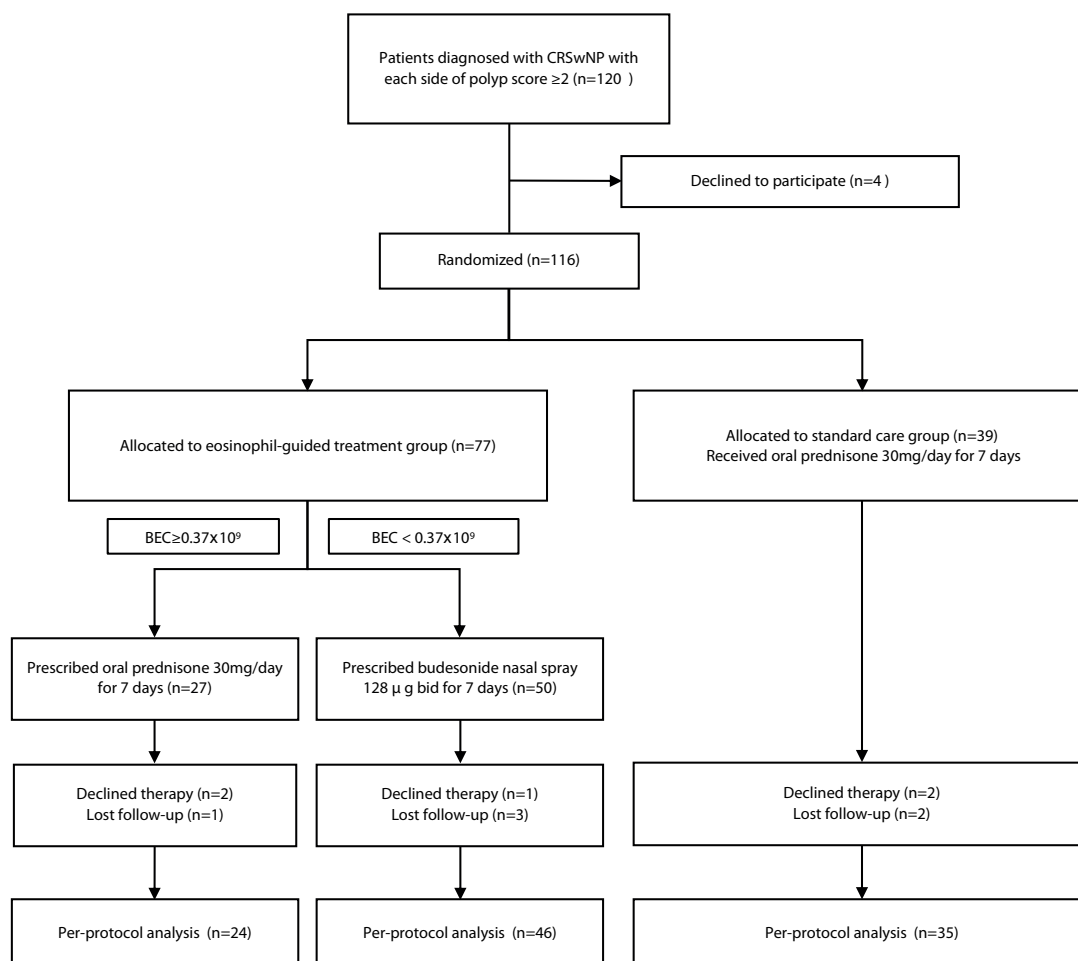 Patients diagnosed with CRSwNP with
each side of polyp score ≥2 (n=120 )
Declined to participate (n=4 )
Randomized (n=116)
Allocated to eosinophil-guided treatment group (n=77)
Allocated to standard care group (n=39)
Received oral prednisone 30mg/day for 7 days
BEC≥0.37x10⁹
BEC < 0.37x10⁹
Prescribed oral prednisone 30mg/day
for 7 days (n=27)
Prescribed budesonide nasal spray
128 μ g bid for 7 days (n=50)
Declined therapy (n=2)
Lost follow-up (n=1)
Declined therapy (n=1)
Lost follow-up (n=3)
Declined therapy (n=2)
Lost follow-up (n=2)
Per-protocol analysis (n=24)
Per-protocol analysis (n=46)
Per-protocol analysis (n=35)